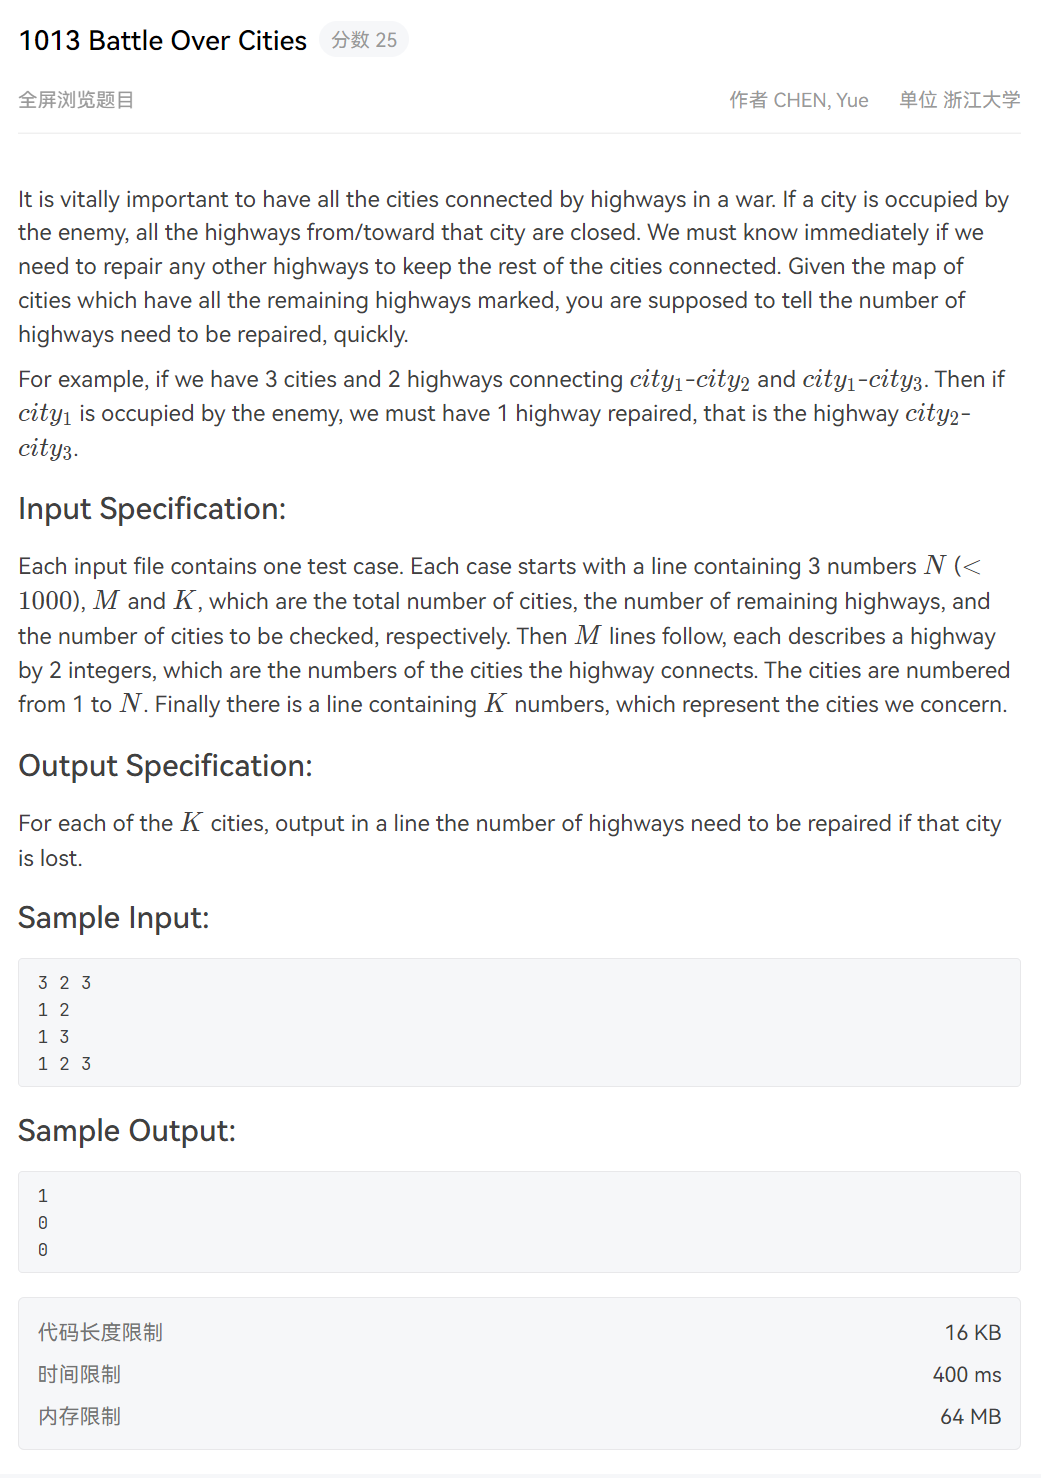 1013 Battle Over Cities 分数 25
全屏浏览题目 作者 CHEN, Yue 单位 浙江大学
It is vitally important to have all the cities connected by highways in a war. If a city is occupied by
the enemy, all the highways from/toward that city are closed. We must know immediately if we
need to repair any other highways to keep the rest of the cities connected. Given the map of
cities which have all the remaining highways marked, you are supposed to tell the number of
highways need to be repaired, quickly.
For example, if we have 3 cities and 2 highways connecting city₁-city₂ and city₁-city₃. Then if
city₁ is occupied by the enemy, we must have 1 highway repaired, that is the highway city₂-
city₃.
Input Specification:
Each input file contains one test case. Each case starts with a line containing 3 numbers N (<
1000), M and K, which are the total number of cities, the number of remaining highways, and
the number of cities to be checked, respectively. Then M lines follow, each describes a highway
by 2 integers, which are the numbers of the cities the highway connects. The cities are numbered
from 1 to N. Finally there is a line containing K numbers, which represent the cities we concern.
Output Specification:
For each of the K cities, output in a line the number of highways need to be repaired if that city
is lost.
Sample Input:
3 2 3
1 2
1 3
1 2 3
Sample Output:
1
0
0
代码长度限制 16 KB
时间限制 400 ms
内存限制 64 MB